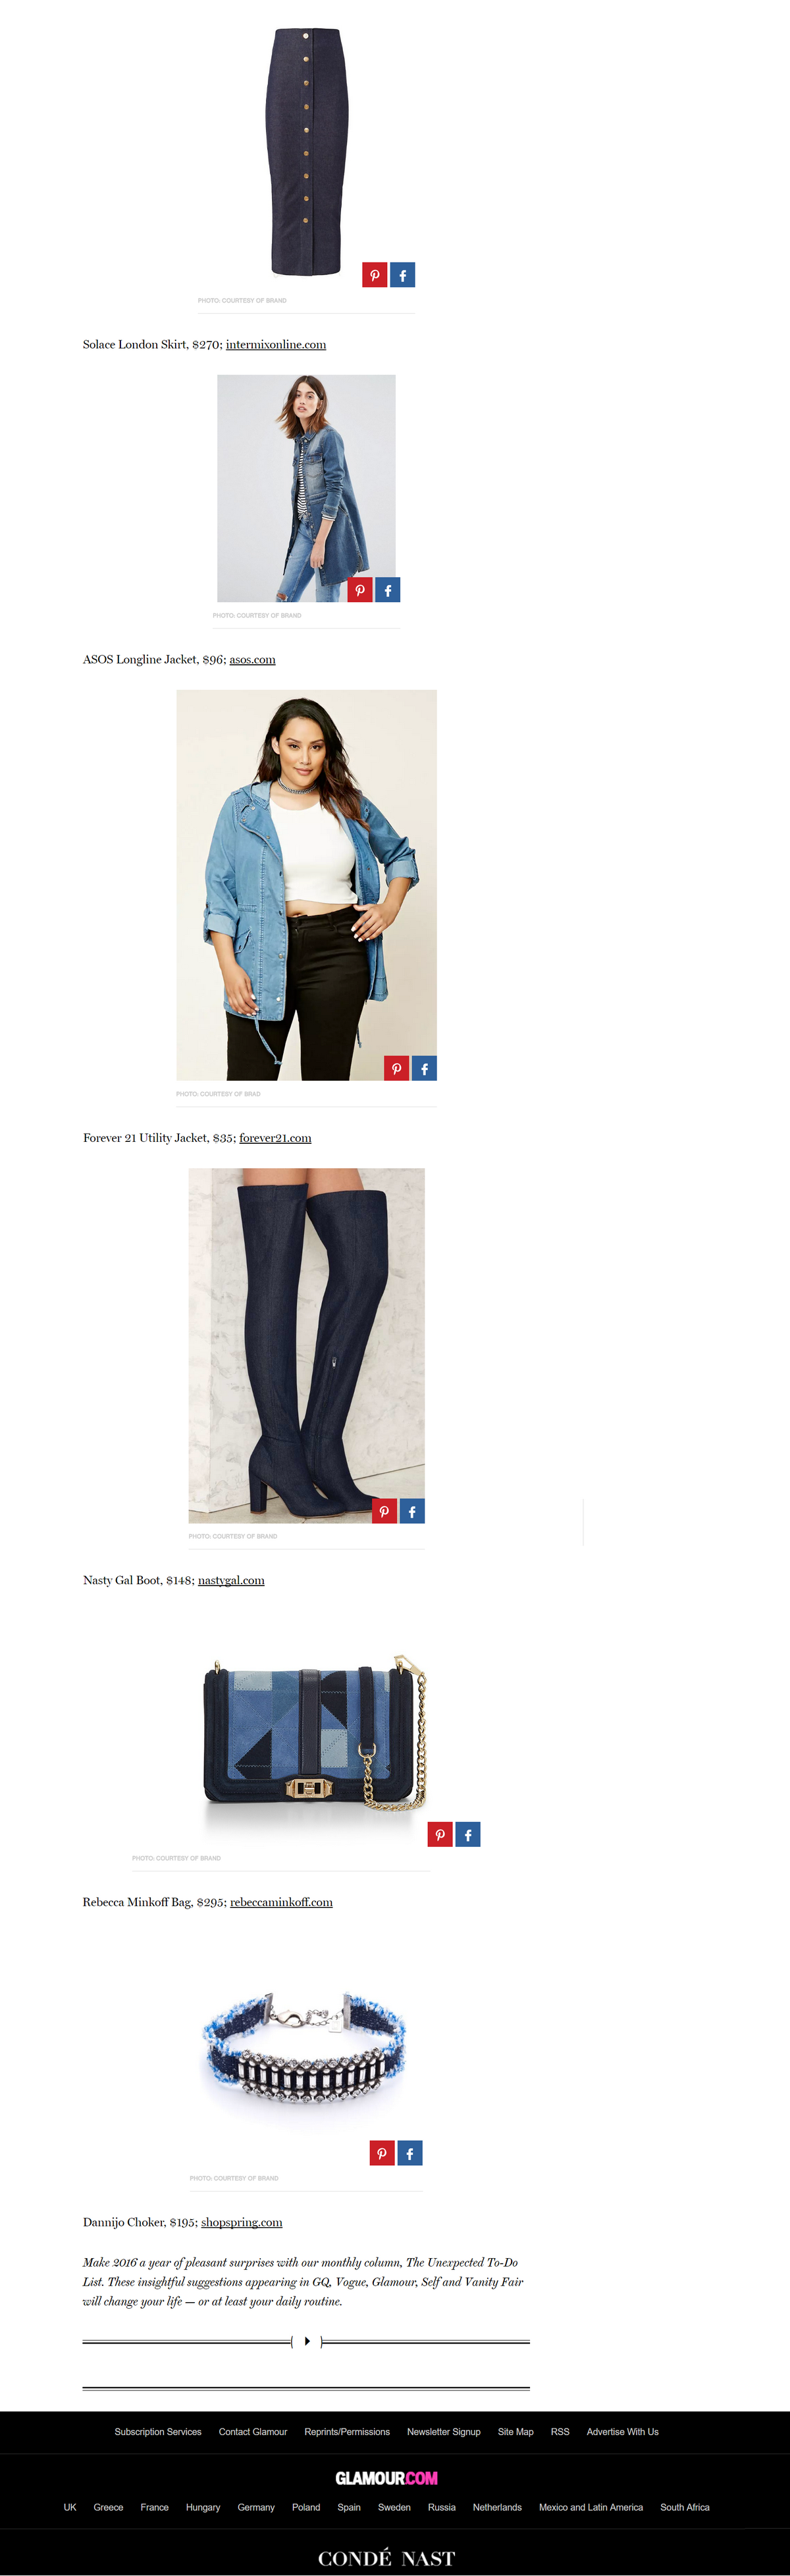 PHOTO: COURTESY OF BRAND
Solace London Skirt, $270; intermixonline.com
PHOTO: COURTESY OF BRAND
ASOS Longline Jacket, $96; asos.com
PHOTO: COURTESY OF BRAD
Forever 21 Utility Jacket, $35; forever21.com
PHOTO: COURTESY OF BRAND
Nasty Gal Boot, $148; nastygal.com
PHOTO: COURTESY OF BRAND
Rebecca Minkoff Bag, $295; rebeccaminkoff.com
PHOTO: COURTESY OF BRAND
Dannijo Choker, $195; shopspring.com
Make 2016 a year of pleasant surprises with our monthly column, The Unexpected To-Do
List. These insightful suggestions appearing in GQ, Vogue, Glamour, Self and Vanity Fair
will change your life — or at least your daily routine.
Subscription Services Contact Glamour Reprints/Permissions Newsletter Signup Site Map RSS Advertise With Us
GLAMOUR.COM
UK Greece France Hungary Germany Poland Spain Sweden Russia Netherlands Mexico and Latin America South Africa
CONDÉ NAST